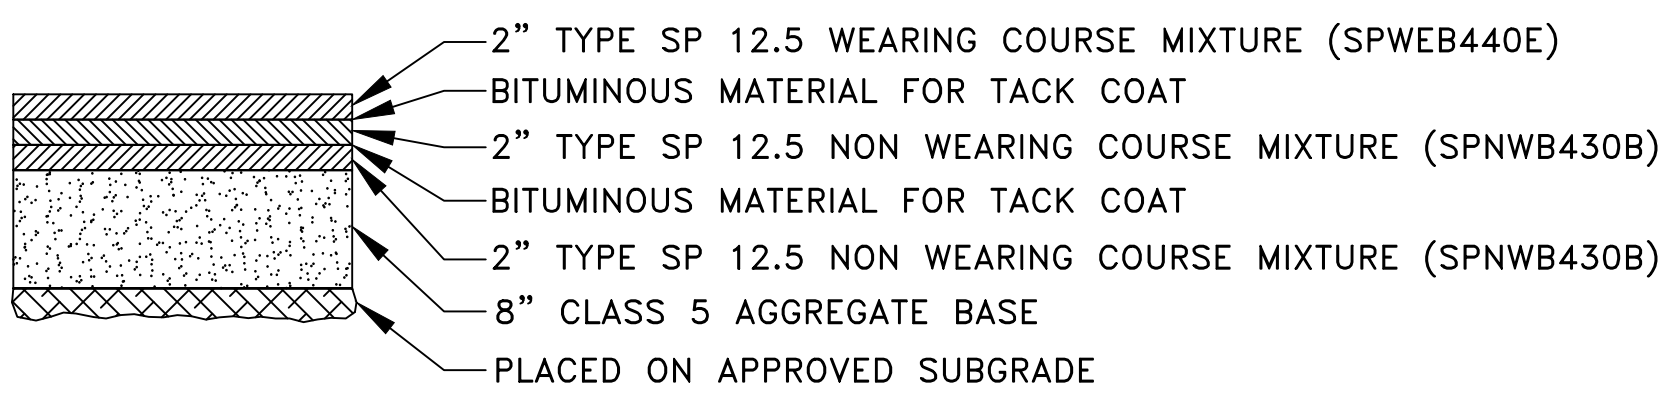 2” TYPE SP 12.5 WEARING COURSE MIXTURE (SPWEB440E)
BITUMINOUS MATERIAL FOR TACK COAT
2” TYPE SP 12.5 NON WEARING COURSE MIXTURE (SPNWB430B)
BITUMINOUS MATERIAL FOR TACK COAT
2” TYPE SP 12.5 NON WEARING COURSE MIXTURE (SPNWB430B)
8” CLASS 5 AGGREGATE BASE
PLACED ON APPROVED SUBGRADE